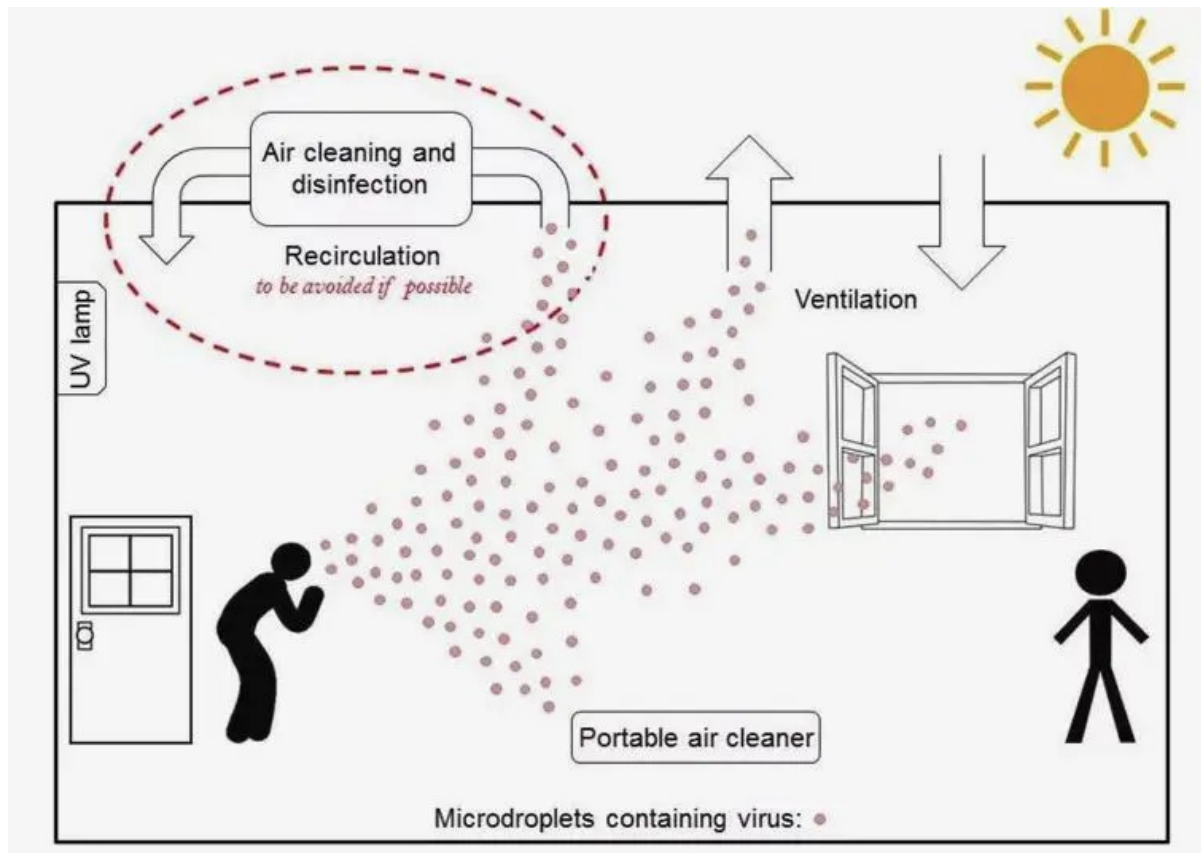 Air cleaning and
disinfection
Recirculation
to be avoided if possible
UV lamp
Ventilation
Portable air cleaner
Microdroplets containing virus: